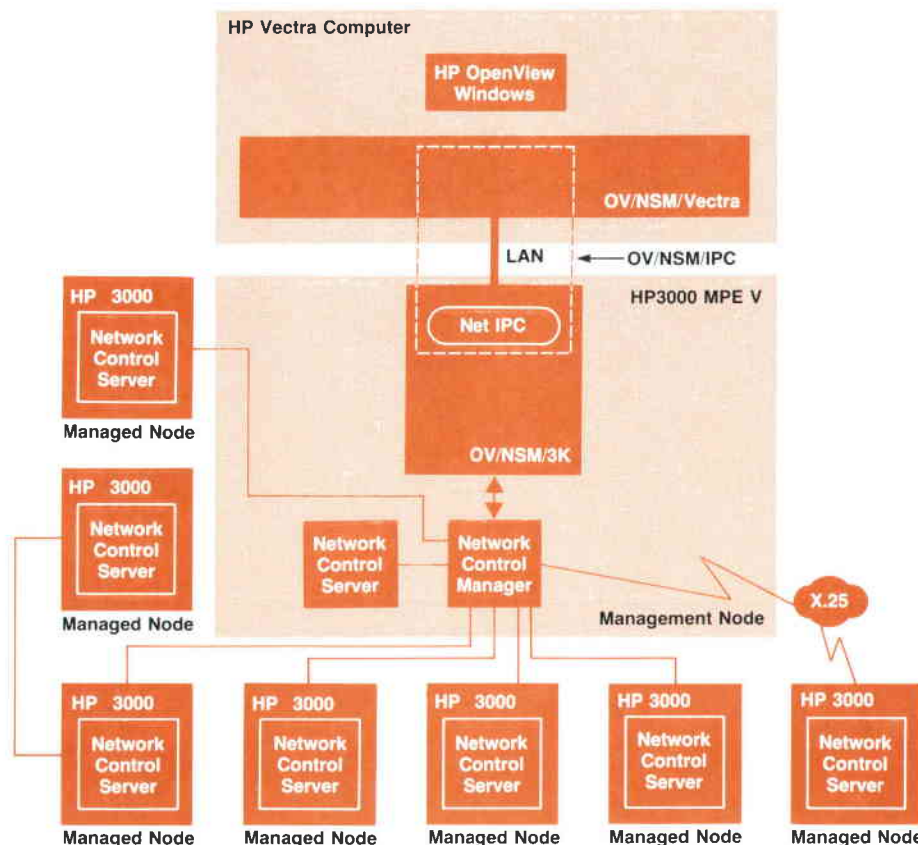 HP Vectra Computer
HP OpenView
Windows
OV/NSM/Vectra
LAN
OV/NSM/IPC
HP3000 MPE V
Net IPC
OV/NSM/3K
HP 3000
Network
Control
Server
Managed Node
HP 3000
Network
Control
Server
Managed Node
Network
Control
Server
Network
Control
Manager
X.25
Management Node
HP 3000
Network
Control
Server
Managed Node
HP 3000
Network
Control
Server
Managed Node
HP 3000
Network
Control
Server
Managed Node
HP 3000
Network
Control
Server
Managed Node
HP 3000
Network
Control
Server
Managed Node